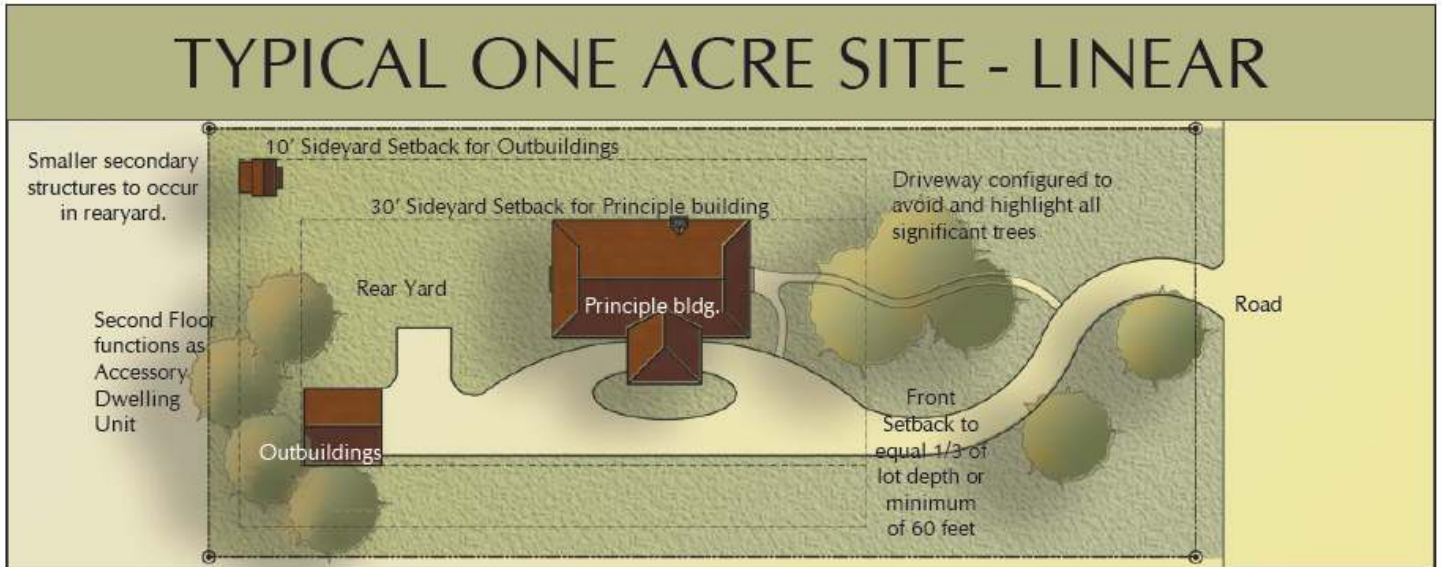 TYPICAL ONE ACRE SITE - LINEAR
10' Sideyard Setback for Outbuildings
Smaller secondary
structures to occur
in rearyard.
30' Sideyard Setback for Principle building
Driveway configured to
avoid and highlight all
significant trees
Rear Yard
Principle bldg.
Road
Second Floor
functions as
Accessory
Dwelling
Unit
Outbuildings
Front
Setback to
equal 1/3 of
lot depth or
minimum
of 60 feet